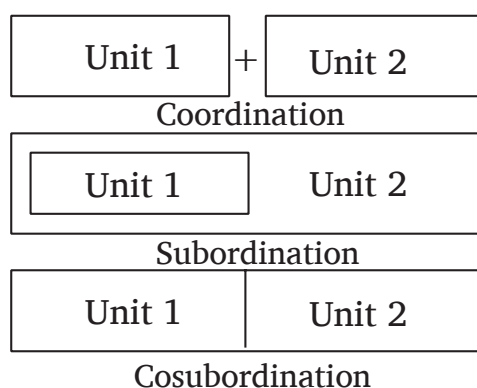 Unit 1 + Unit 2
Coordination
Unit 1 Unit 2
Subordination
Unit 1 Unit 2
Cosubordination